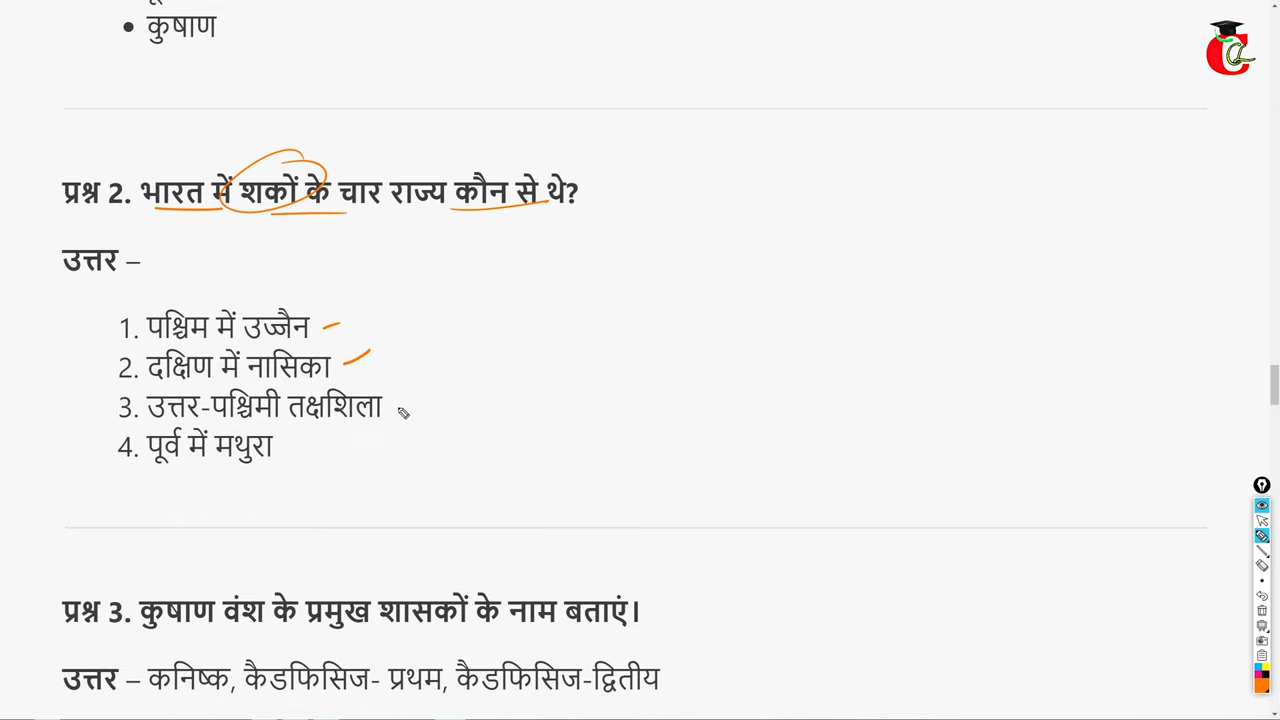 • कुषाण
प्रश्न 2. भारत में शकों के चार राज्य कौन से थे?
उत्तर –
1. पश्चिम में उज्जैन
2. दक्षिण में नासिका
3. उत्तर-पश्चिमी तक्षशिला
4. पूर्व में मथुरा
प्रश्न 3. कुषाण वंश के प्रमुख शासकों के नाम बताएं।
उत्तर – कनिष्क, कैडफिसिज- प्रथम, कैडफिसिज-द्वितीय